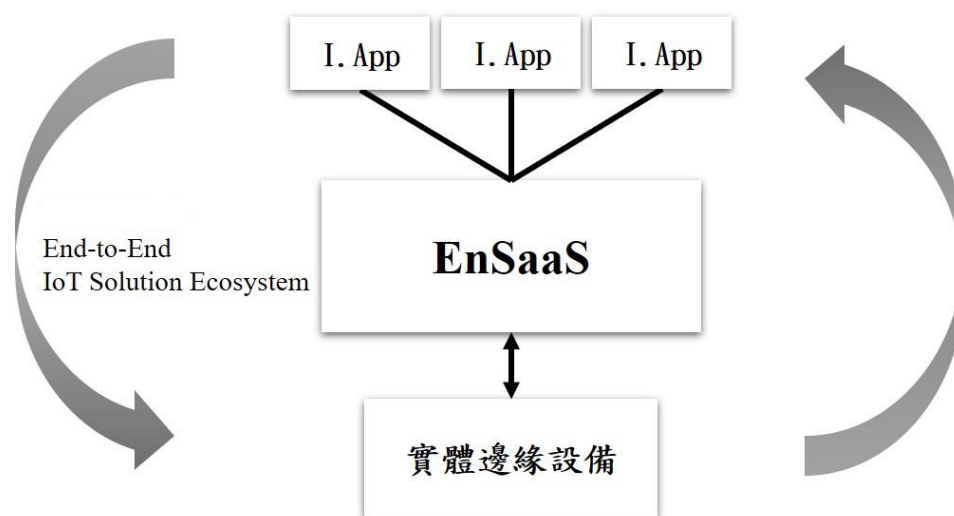 I. App I. App I. App
EnSaaS
End-to-End
IoT Solution Ecosystem
實體邊緣設備